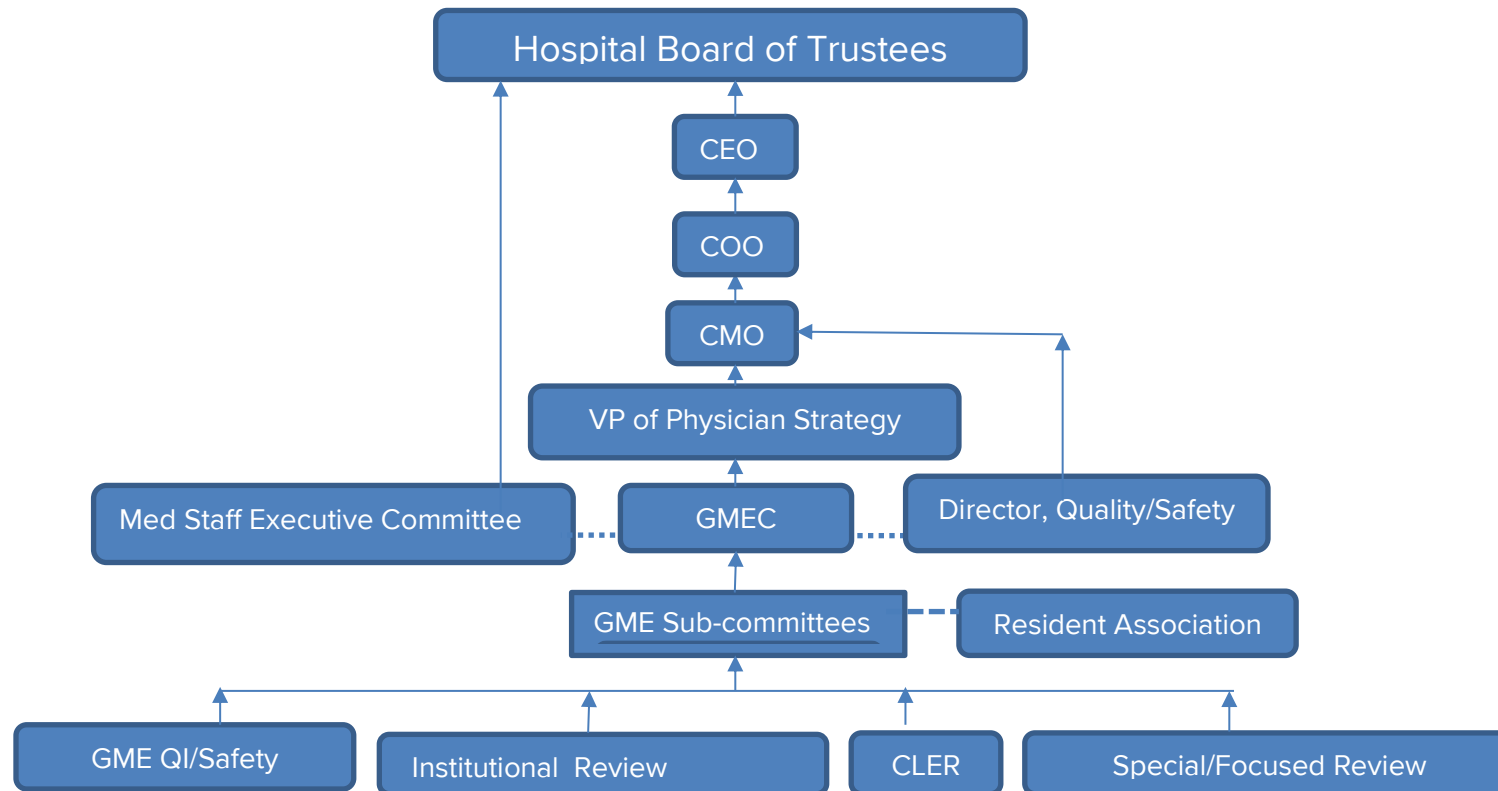 Hospital Board of Trustees
CEO
COO
CMO
VP of Physician Strategy
Med Staff Executive Committee
GMEC
Director, Quality/Safety
GME Sub-committees
Resident Association
GME QI/Safety
Institutional Review
CLER
Special/Focused Review